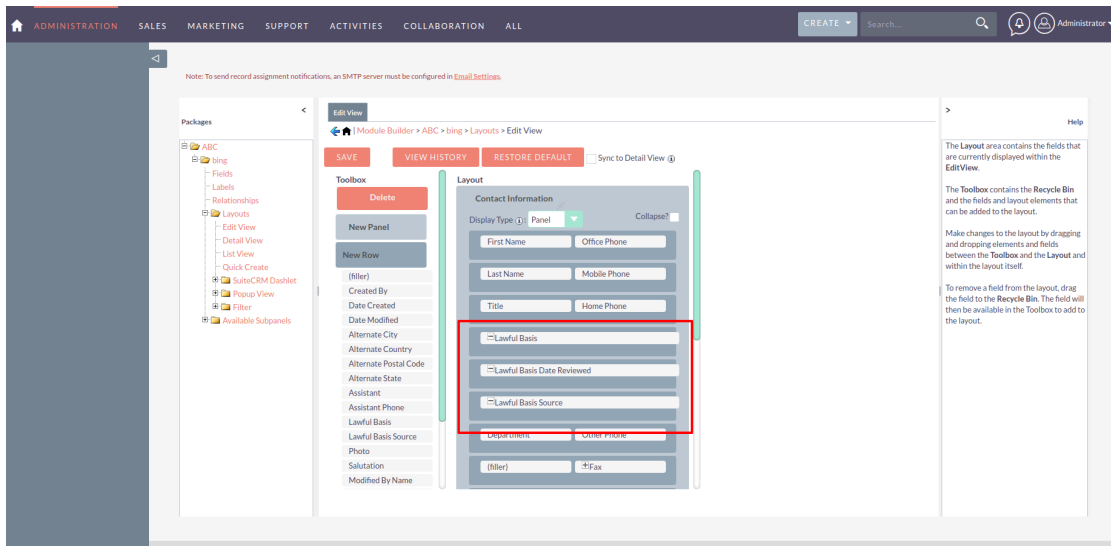 ADMINISTRATION SALES MARKETING SUPPORT ACTIVITIES COLLABORATION ALL CREATE Search... Administrator
Note: To send record assignment notifications, an SMTP server must be configured in Email Settings.
<
Packages
ABC
bing
Fields
Labels
Relationships
Layouts
Edit View
Detail View
List View
Quick Create
SuiteCRM Dashlet
Popup View
Filter
Available Subpanels
Edit View
| Module Builder > ABC > bing > Layouts > Edit View
SAVE VIEW HISTORY RESTORE DEFAULT Sync to Detail View
Toolbox
Delete
New Panel
New Row
(filler)
Created By
Date Created
Date Modified
Alternate City
Alternate Country
Alternate Postal Code
Alternate State
Assistant
Assistant Phone
Lawful Basis
Lawful Basis Source
Photo
Salutation
Modified By Name
Layout
Contact Information
Display Type : Panel Collapse?
First Name Office Phone
Last Name Mobile Phone
Title Home Phone
Lawful Basis
Lawful Basis Date Reviewed
Lawful Basis Source
Department Other Phone
(filler) Fax
>
Help
The Layout area contains the fields that
are currently displayed within the
EditView.
The Toolbox contains the Recycle Bin
and the fields and layout elements that
can be added to the layout.
Make changes to the layout by dragging
and dropping elements and fields
between the Toolbox and the Layout and
within the layout itself.
To remove a field from the layout, drag
the field to the Recycle Bin. The field will
then be available in the Toolbox to add to
the layout.